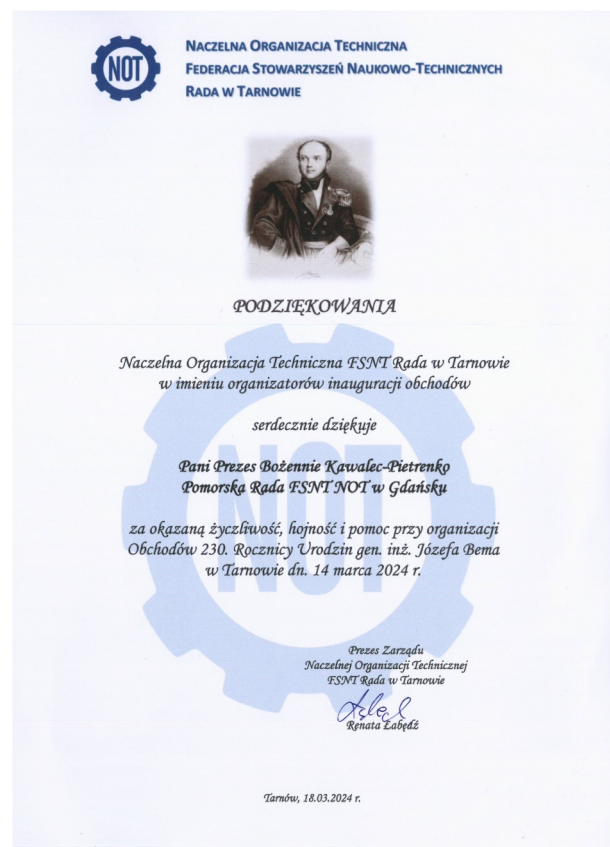 NOT
NACZELNA ORGANIZACJA TECHNICZNA
FEDERACJA STOWARZYSZEŃ NAUKOWO-TECHNICZNYCH
RADA W TARNOWIE
PODZIĘKOWANIA
Naczelna Organizacja Techniczna FSNT Rada w Tarnowie
w imieniu organizatorów inauguracji obchodów
serdecznie dziękuje
Pani Prezes Bożennie Kawalec-Pietrenko
Pomorska Rada FSNT NOT w Gdańsku
za okazaną życzliwość, hojność i pomoc przy organizacji
Obchodów 230. Rocznicy Urodzin gen. inż. Józefa Bema
w Tarnowie dn. 14 marca 2024 r.
NOT
Prezes Zarządu
Naczelnej Organizacji Technicznej
FSNT Rada w Tarnowie
Renata Łabędź
Tarnów, 18.03.2024 r.